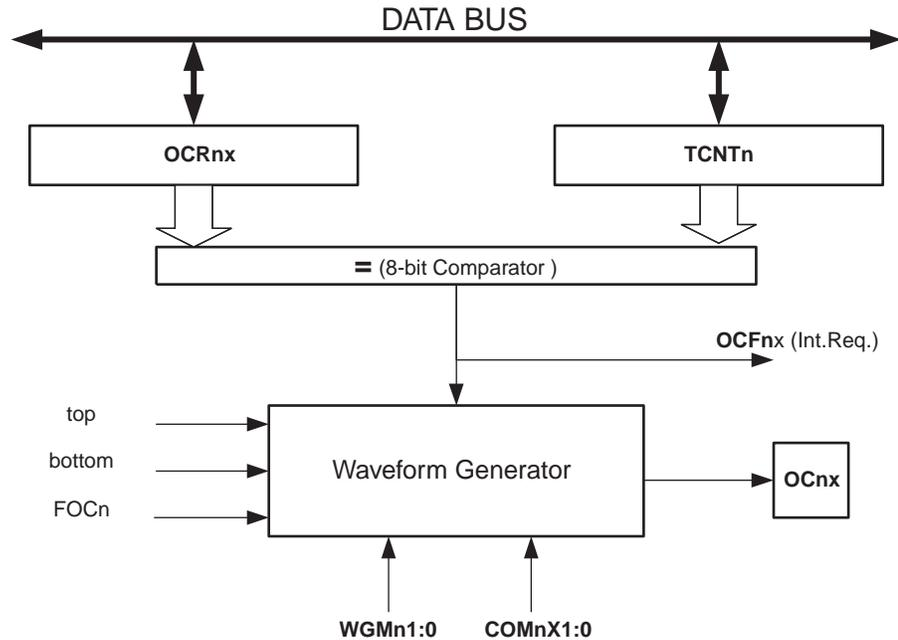 DATA BUS
OCRnx
TCNTn
= (8-bit Comparator )
OCFnx (Int.Req.)
top
bottom
FOCn
Waveform Generator
OCnx
WGMn1:0
COMnX1:0